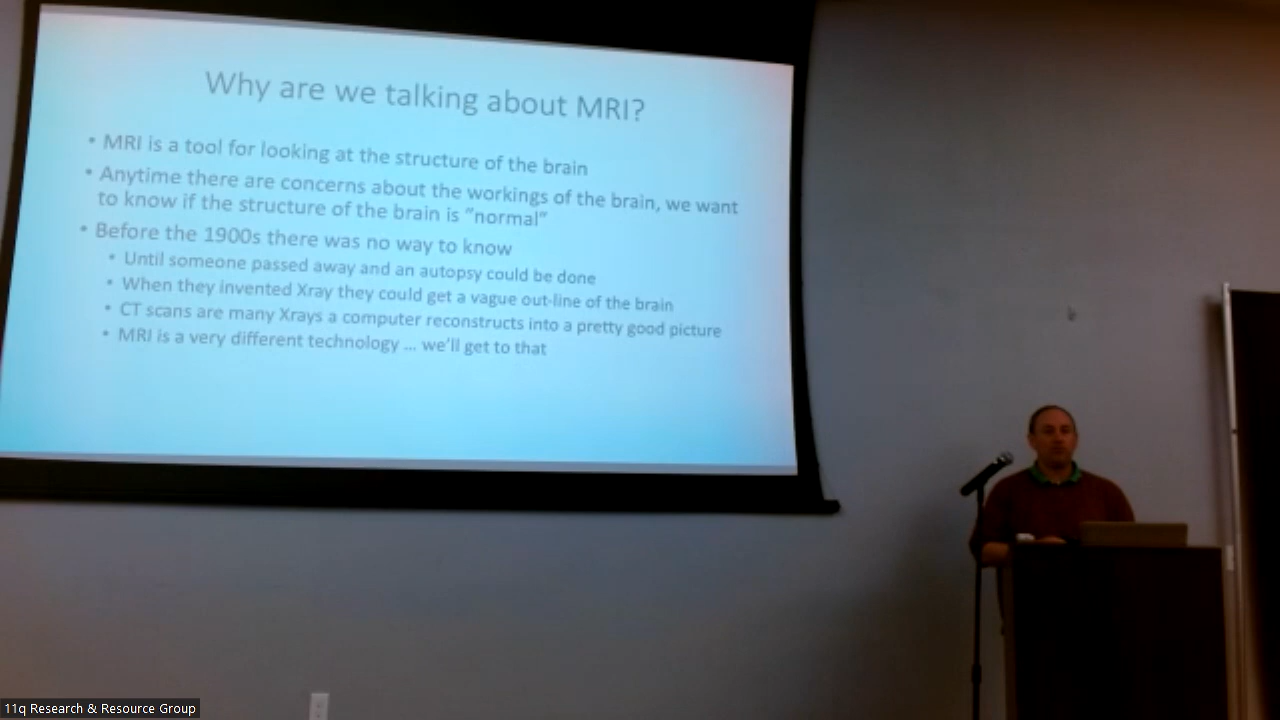 Why are we talking about MRI?
• MRI is a tool for looking at the structure of the brain
• Anytime there are concerns about the workings of the brain, we want
to know if the structure of the brain is “normal”
• Before the 1900s there was no way to know
• Until someone passed away and an autopsy could be done
• When they invented Xray they could get a vague out-line of the brain
• CT scans are many Xrays a computer reconstructs into a pretty good picture
• MRI is a very different technology ... we’ll get to that
11q Research & Resource Group